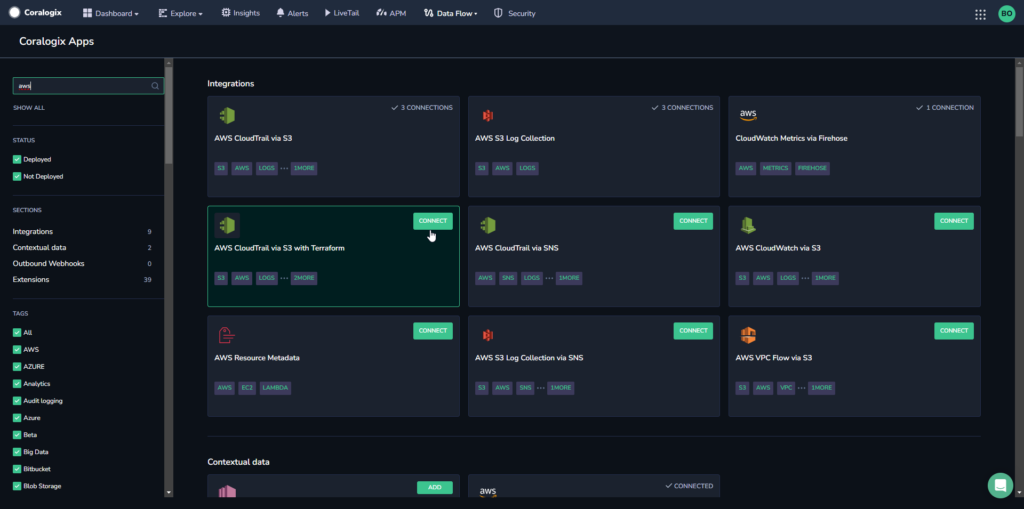 Coralogix
Dashboard
Explore
Insights
Alerts
LiveTail
APM
Data Flow
Security
BO
Coralogix Apps
aws
SHOW ALL
STATUS
Deployed
Not Deployed
SECTIONS
Integrations 9
Contextual data 2
Outbound Webhooks 0
Extensions 39
TAGS
All
AWS
AZURE
Analytics
Audit logging
Azure
Beta
Big Data
Bitbucket
Blob Storage
Integrations
3 CONNECTIONS
AWS CloudTrail via S3
S3 AWS LOGS ••• 1MORE
3 CONNECTIONS
AWS S3 Log Collection
S3 AWS LOGS
aws
1 CONNECTION
CloudWatch Metrics via Firehose
AWS METRICS FIREHOSE
CONNECT
AWS CloudTrail via S3 with Terraform
S3 AWS LOGS ••• 2MORE
CONNECT
AWS CloudTrail via SNS
AWS SNS LOGS ••• 1MORE
CONNECT
AWS CloudWatch via S3
S3 AWS LOGS ••• 1MORE
CONNECT
AWS Resource Metadata
AWS EC2 LAMBDA
CONNECT
AWS S3 Log Collection via SNS
S3 AWS SNS ••• 1MORE
CONNECT
AWS VPC Flow via S3
S3 AWS VPC ••• 1MORE
Contextual data
ADD
aws
CONNECTED